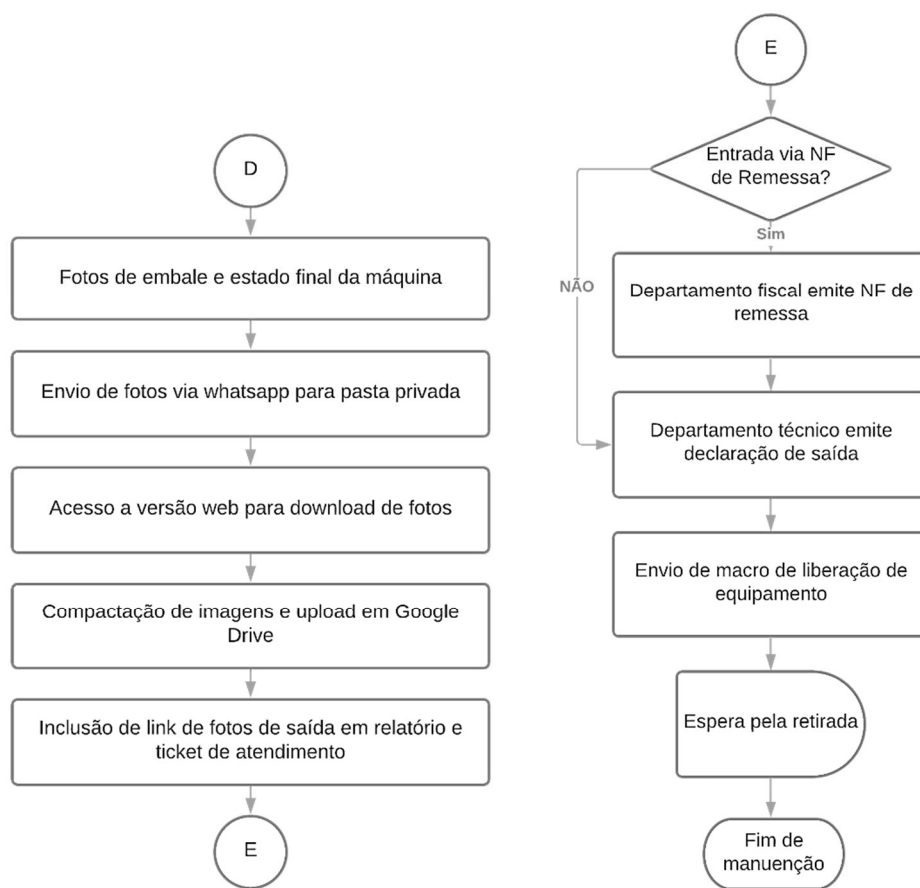 D
Fotos de embale e estado final da máquina
Envio de fotos via whatsapp para pasta privada
Acesso a versão web para download de fotos
Compactação de imagens e upload em Google
Drive
Inclusão de link de fotos de saída em relatório e
ticket de atendimento
E
E
Entrada via NF
de Remessa?
Sim
NÃO
Departamento fiscal emite NF de
remessa
Departamento técnico emite
declaração de saída
Envio de macro de liberação de
equipamento
Espera pela retirada
Fim de
manuenção